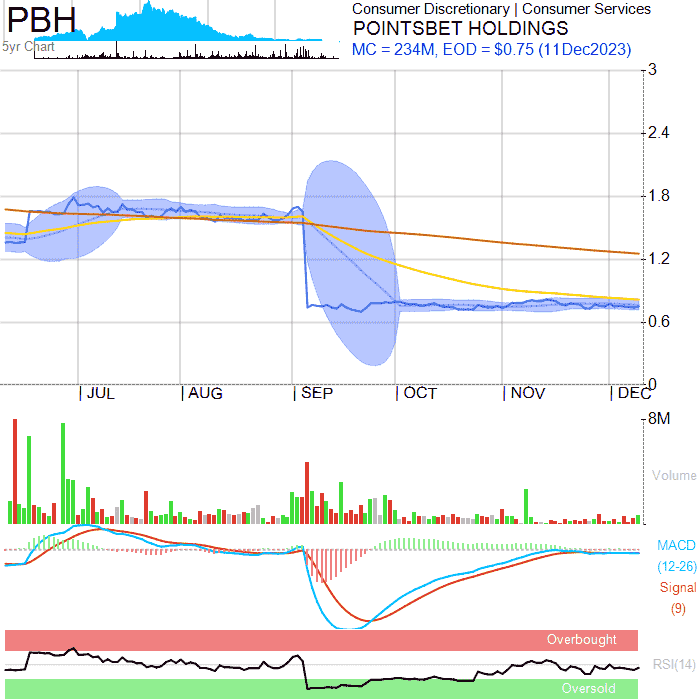 PBH
5yr Chart
Consumer Discretionary | Consumer Services
POINTSBET HOLDINGS
MC = 234M, EOD = $0.75 (11Dec2023)
3
2.4
1.8
1.2
0.6
0
| JUL | AUG | SEP | OCT | NOV | DEC
8M
Volume
MACD
(12-26)
Signal
(9)
Overbought
RSI(14)
Oversold